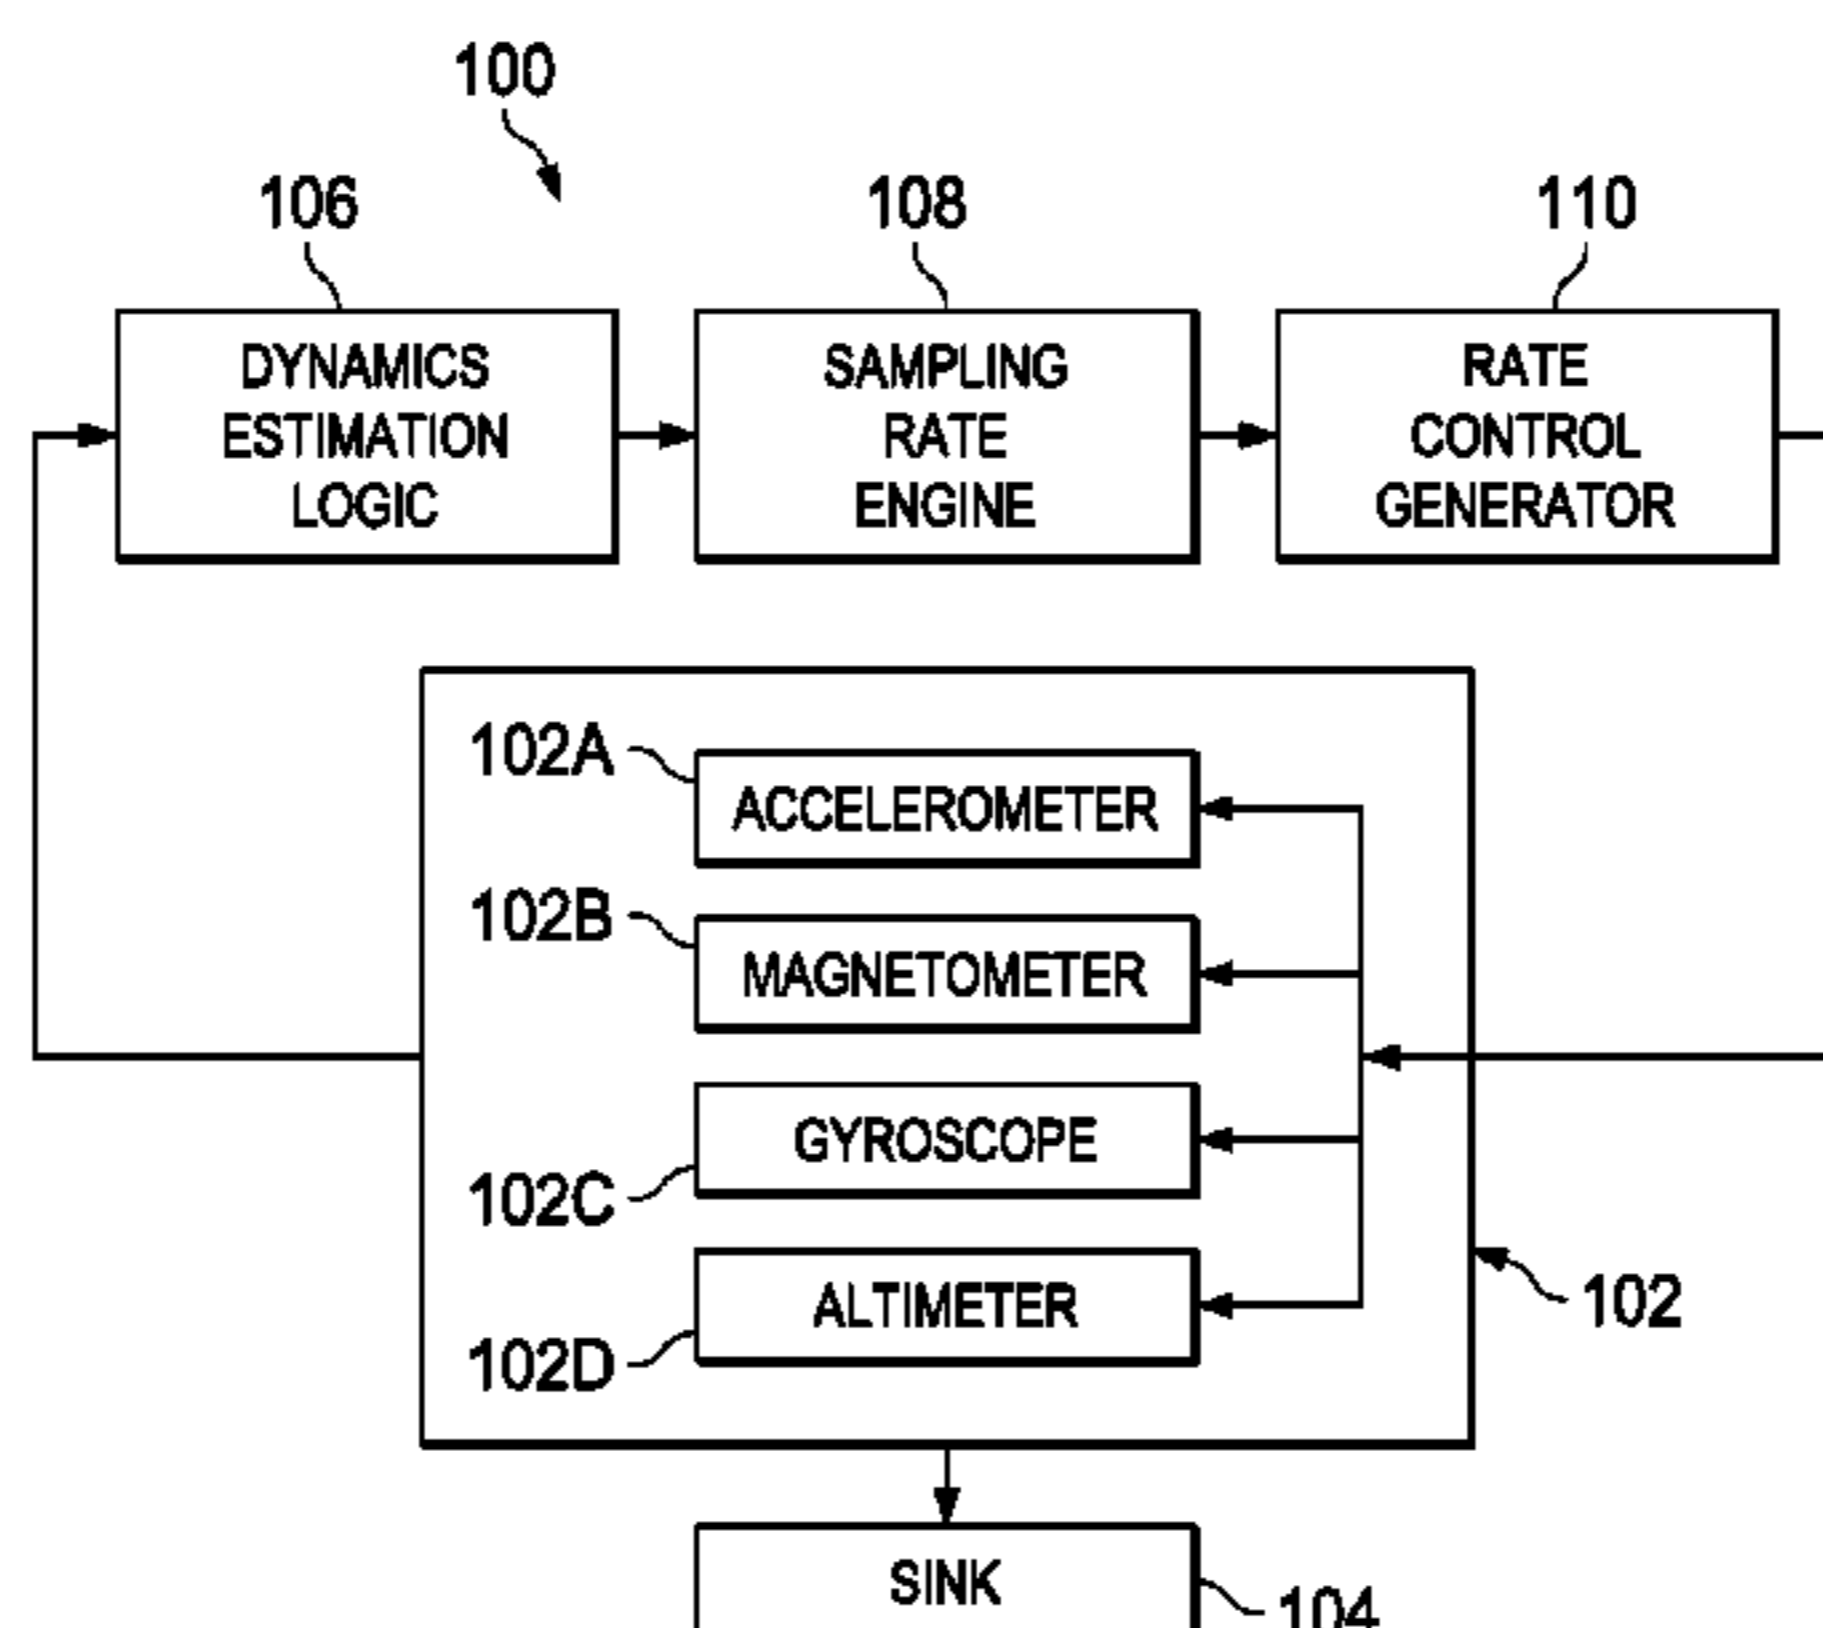 100
106
108
110
DYNAMICS
ESTIMATION
LOGIC
SAMPLING
RATE
ENGINE
RATE
CONTROL
GENERATOR
102A
ACCELEROMETER
102B
MAGNETOMETER
GYROSCOPE
102C
ALTIMETER
102
102D
SINK
104